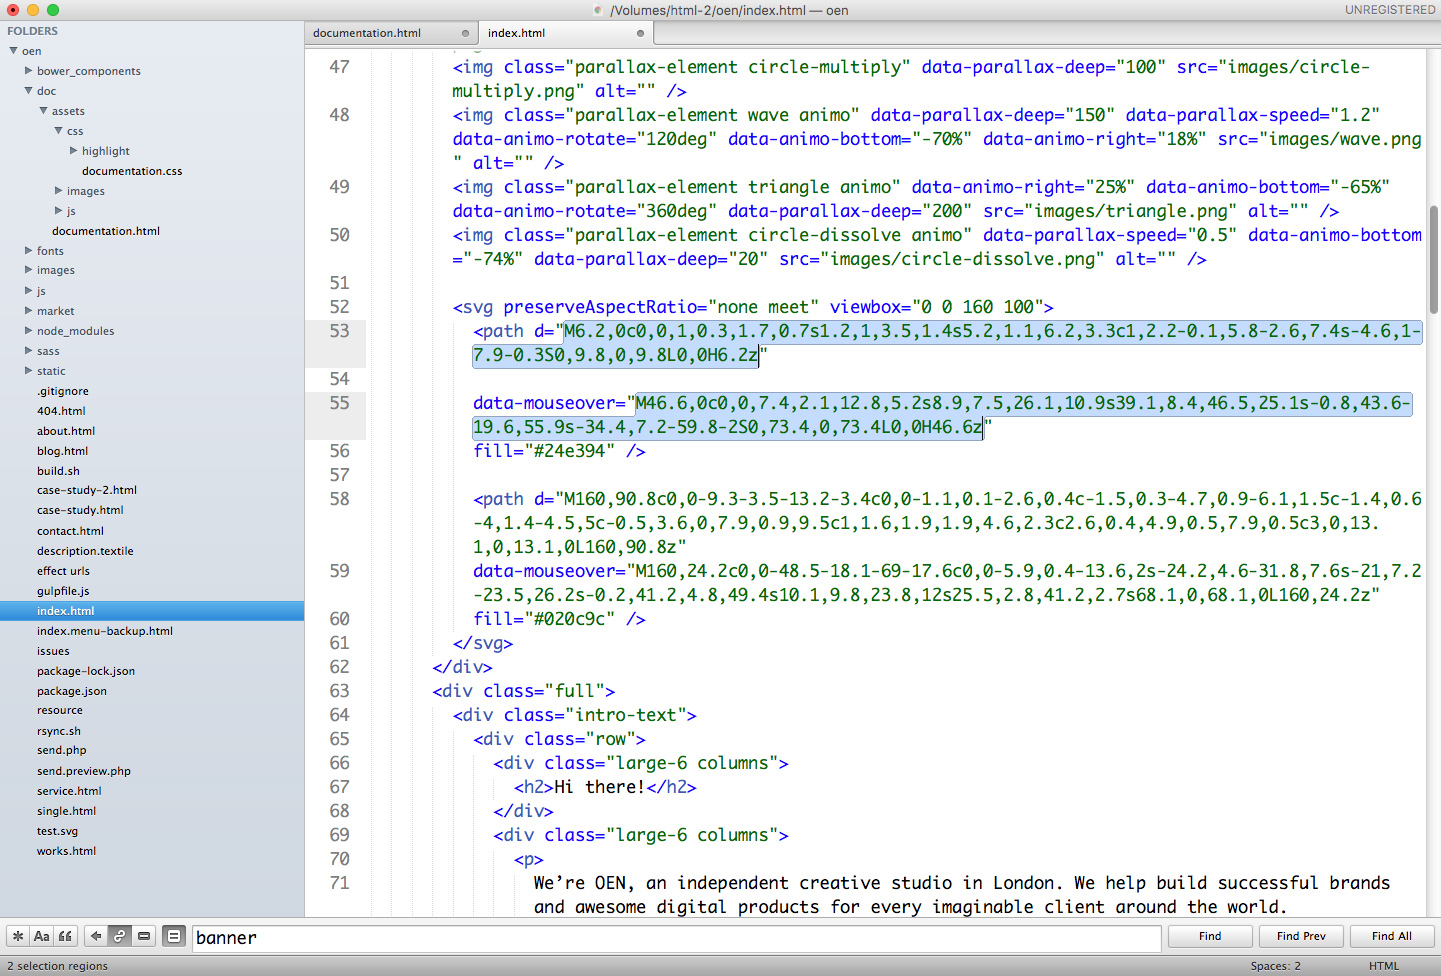 /Volumes/html-2/oen/index.html — oen
UNREGISTERED
FOLDERS
oen
bower_components
doc
assets
css
highlight
documentation.css
images
js
documentation.html
fonts
images
js
market
node_modules
sass
static
.gitignore
404.html
about.html
blog.html
build.sh
case-study-2.html
case-study.html
contact.html
description.textile
effect urls
gulpfile.js
index.html
index.menu-backup.html
issues
package-lock.json
package.json
resource
rsync.sh
send.php
send.preview.php
service.html
single.html
test.svg
works.html
documentation.html
index.html
47 <img class="parallax-element circle-multiply" data-parallax-deep="100" src="images/circle-
multiply.png" alt="" />
48 <img class="parallax-element wave animo" data-parallax-deep="150" data-parallax-speed="1.2"
data-animo-rotate="120deg" data-animo-bottom="-70%" data-animo-right="18%" src="images/wave.png
" alt="" />
49 <img class="parallax-element triangle animo" data-animo-right="25%" data-animo-bottom="-65%"
data-animo-rotate="360deg" data-parallax-deep="200" src="images/triangle.png" alt="" />
50 <img class="parallax-element circle-dissolve animo" data-parallax-speed="0.5" data-animo-bottom
="-74%" data-parallax-deep="20" src="images/circle-dissolve.png" alt="" />
51
52 <svg preserveAspectRatio="none meet" viewbox="0 0 160 100">
53 <path d="M6.2,0c0,0,1,0.3,1.7,0.7s1.2,1,3.5,1.4s5.2,1.1,6.2,3.3c1,2.2-0.1,5.8-2.6,7.4s-4.6,1-
7.9-0.3S0,9.8,0,9.8L0,0H6.2z"
54
55 data-mouseover="M46.6,0c0,0,7.4,2.1,12.8,5.2s8.9,7.5,26.1,10.9s39.1,8.4,46.5,25.1s-0.8,43.6-
19.6,55.9s-34.4,7.2-59.8-2S0,73.4,0,73.4L0,0H46.6z"
56 fill="#24e394" />
57
58 <path d="M160,90.8c0,0-9.3-3.5-13.2-3.4c0,0-1.1,0.1-2.6,0.4c-1.5,0.3-4.7,0.9-6.1,1.5c-1.4,0.6
-4,1.4-4.5,5c-0.5,3.6,0,7.9,0.9,9.5c1,1.6,1.9,1.9,4.6,2.3c2.6,0.4,4.9,0.5,7.9,0.5c3,0,13.
1,0,13.1,0L160,90.8z"
59 data-mouseover="M160,24.2c0,0-48.5-18.1-69-17.6c0,0-5.9,0.4-13.6,2s-24.2,4.6-31.8,7.6s-21,7.2
-23.5,26.2s-0.2,41.2,4.8,49.4s10.1,9.8,23.8,12s25.5,2.8,41.2,2.7s68.1,0,68.1,0L160,24.2z"
60 fill="#020c9c" />
61 </svg>
62 </div>
63 <div class="full">
64 <div class="intro-text">
65 <div class="row">
66 <div class="large-6 columns">
67 <h2>Hi there!</h2>
68 </div>
69 <div class="large-6 columns">
70 <p>
71 We’re OEN, an independent creative studio in London. We help build successful brands
and awesome digital products for every imaginable client around the world.
Aa
banner
Find
Find Prev
Find All
2 selection regions
Spaces: 2
HTML